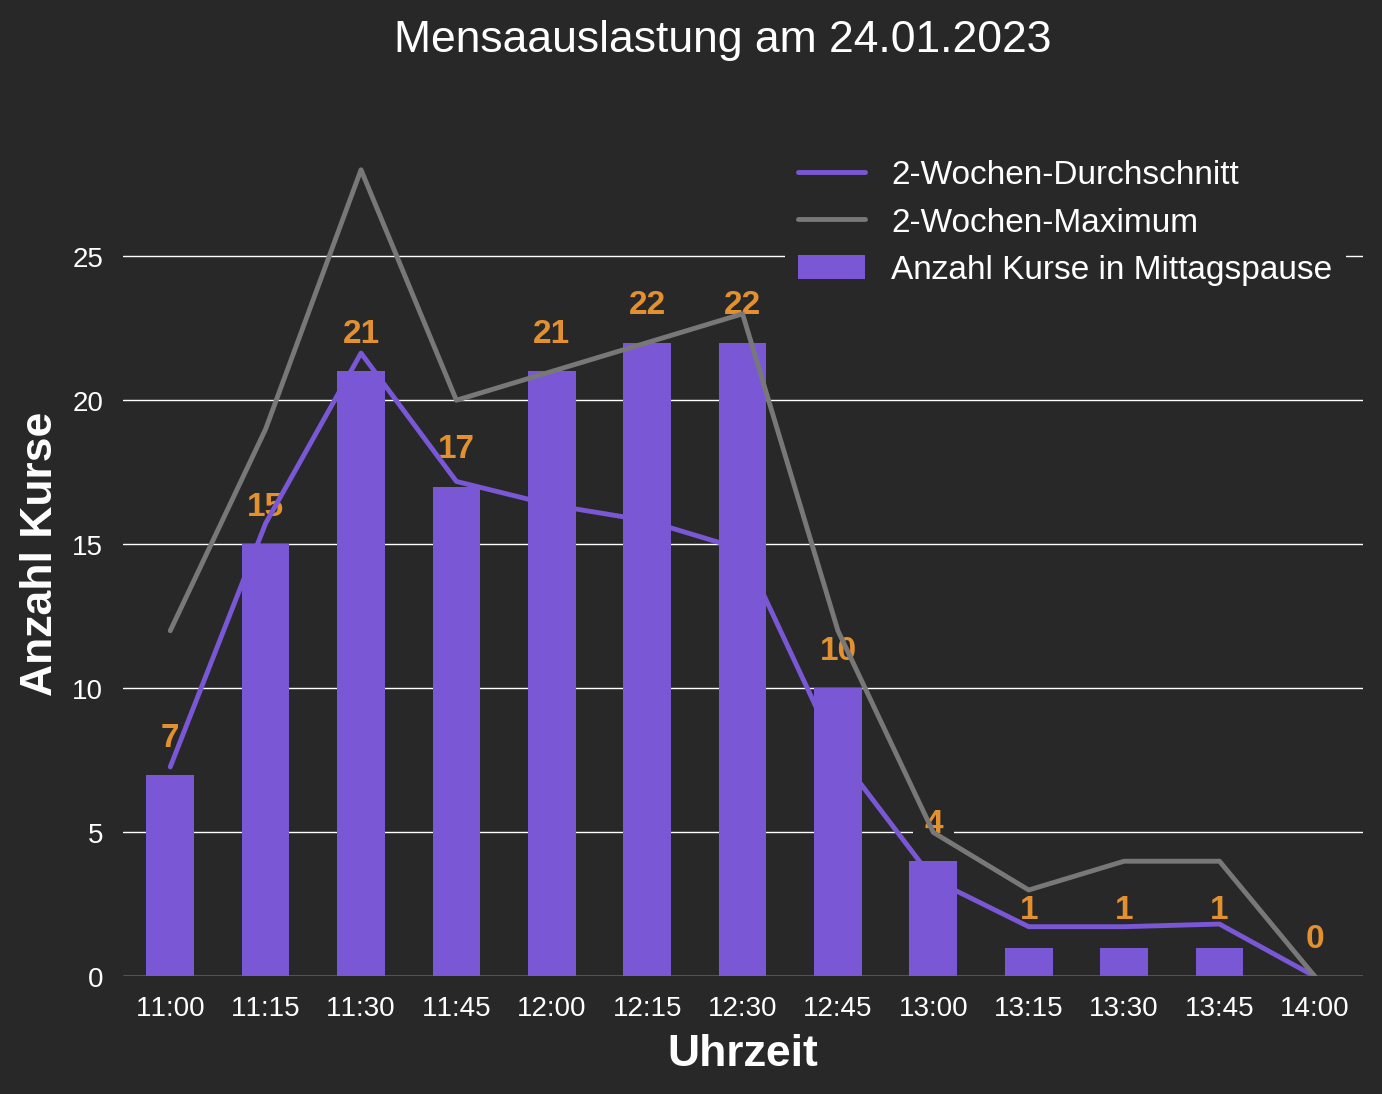 Mensaauslastung am 24.01.2023
2-Wochen-Durchschnitt
2-Wochen-Maximum
Anzahl Kurse in Mittagspause
Anzahl Kurse
25
20
15
10
5
0
7
15
21
17
21
22
22
10
4
1
1
1
0
11:00 11:15 11:30 11:45 12:00 12:15 12:30 12:45 13:00 13:15 13:30 13:45 14:00
Uhrzeit